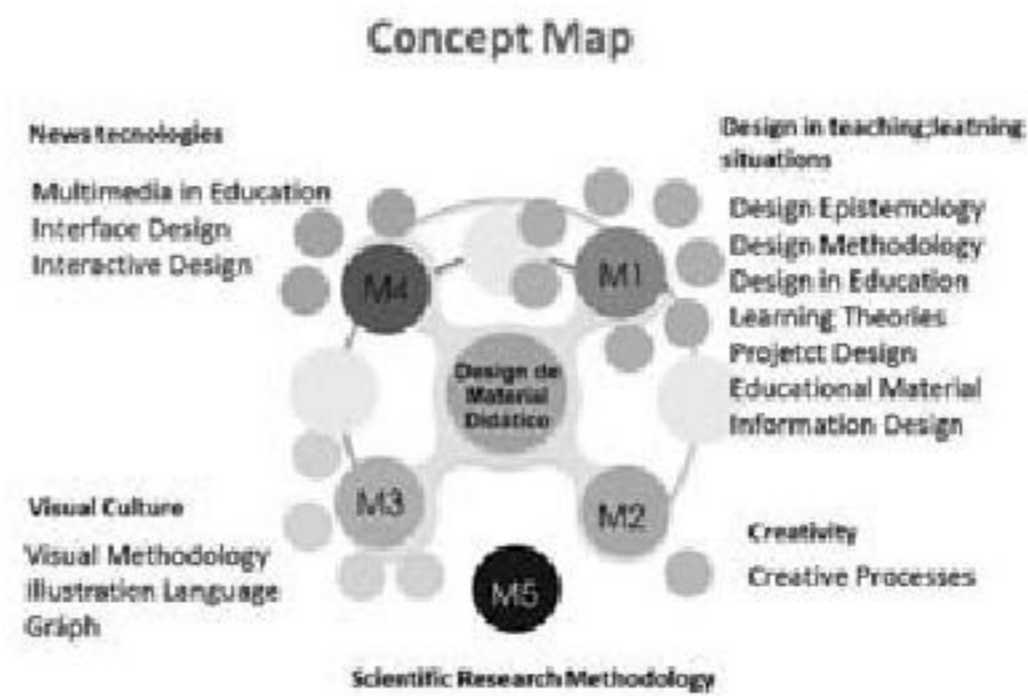 Concept Map
News tecnologies
Multimedia in Education
Interface Design
Interactive Design
Design in teaching;leatning
situations
Design Epistemology
Design Methodology
Design in Education
Learning Theories
Projetct Design
Educational Material
Information Design
M4
M1
Design de
Material
Didático
M3
M2
M5
Visual Culture
Visual Methodology
Illustration Language
Graph
Creativity
Creative Processes
Scientific Research Methodology